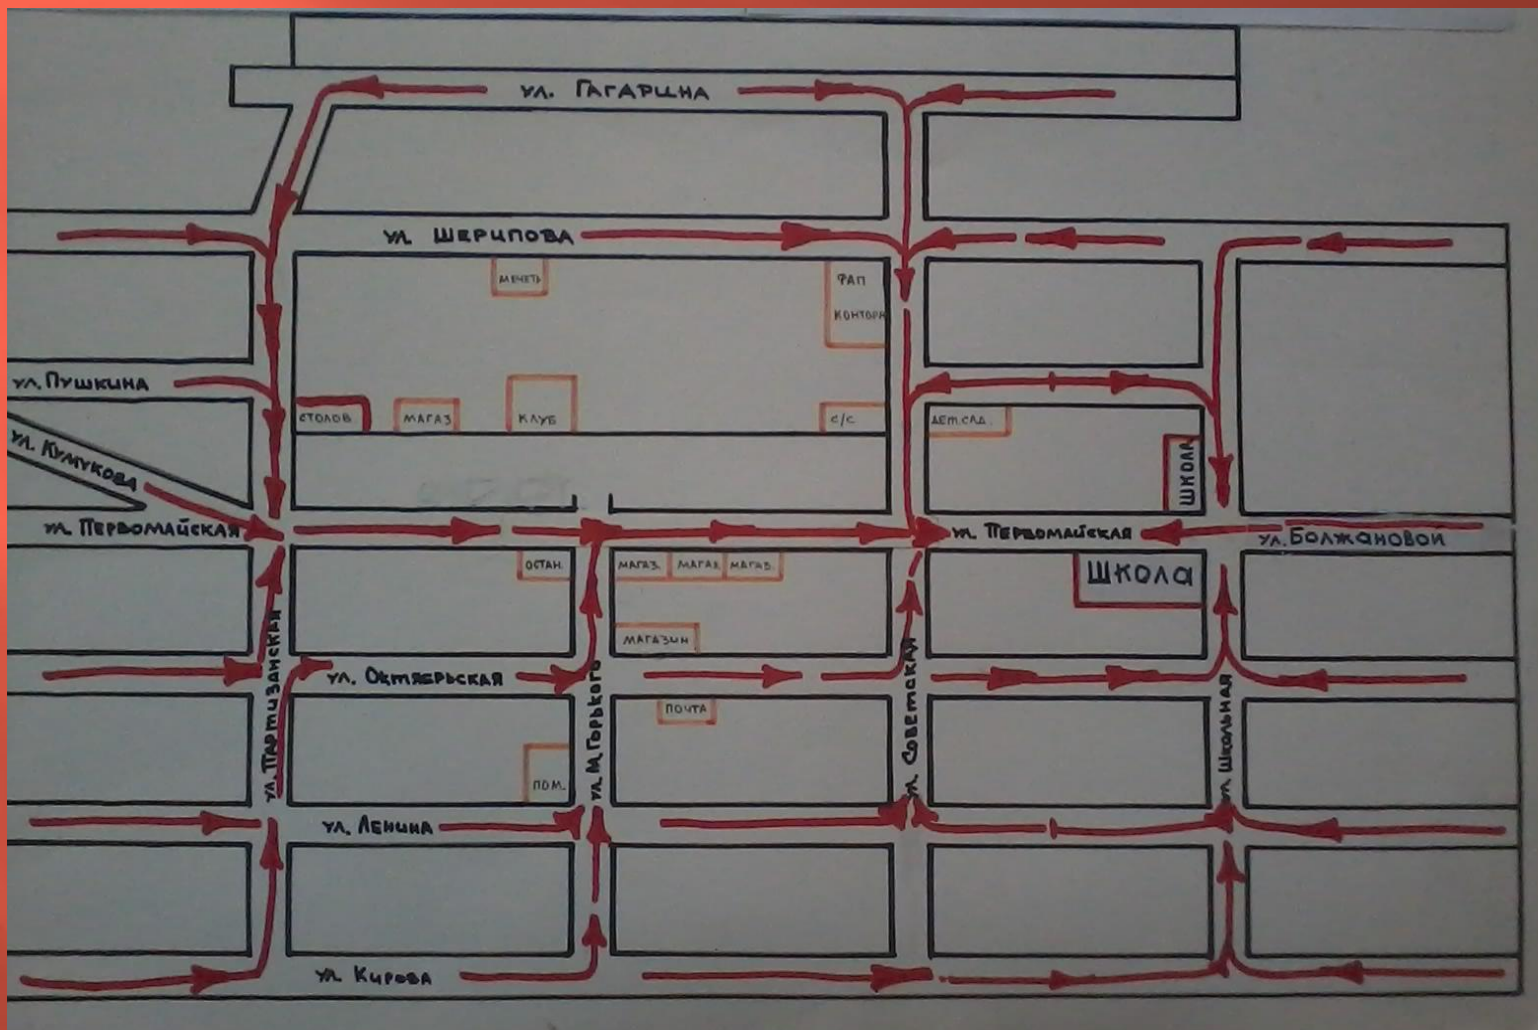 ул. Гагарина
ул. Шерипова
МЕЧЕТЬ
ФАП
КОНТОРА
ул. Пушкина
СТОЛОВ.
МАГАЗ
КЛУБ
С/С
ДЕТ.САД.
ШКОЛА
ул. Кумукова
ул. Первомайская
ул. Первомайская
ул. Болжановой
ОСТАН.
МАГАЗ.
МАГАЗ.
МАГАЗ.
ШКОЛА
МАГАЗИН
ул. Октябрьская
ул. Партизанская
ул. М. Горького
ул. Советская
ул. Школьная
ПОЧТА
ПОМ.
ул. Ленина
ул. Кирова